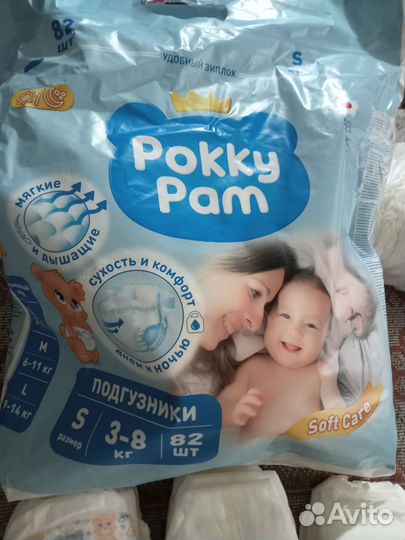 82
ШТ
УДОБНЫЙ ЗИПЛОК
S
Pokky
Pam
МЯГКИЕ
И ДЫШАЩИЕ
СУХОСТЬ И КОМФОРТ
ДНЕМ И НОЧЬЮ
M
6-11 КГ
L
9-14 КГ
ПОДГУЗНИКИ
S
размер
3-8
КГ
82
ШТ
Soft Care
Avito